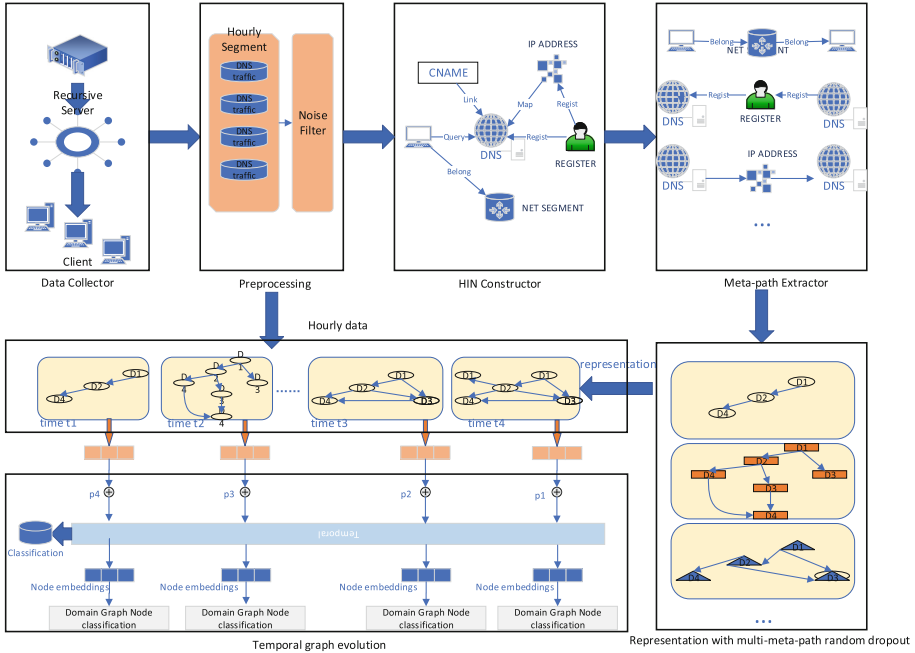 Recursive
Server
Client
Data Collector
Hourly
Segment
DNS
traffic
DNS
traffic
DNS
traffic
DNS
traffic
Noise
Filter
Preprocessing
IP ADDRESS
CNAME
Link
Map
Regist
Query
Regist
DNS
REGISTER
Belong
NET SEGMENT
HIN Constructor
Belong
NET
NT
Belong
Regist
Regist
DNS
REGISTER
DNS
IP ADDRESS
DNS
DNS
...
Meta-path Extractor
Hourly data
D1
D2
D4
time t1
D
1
D
2
D
4
D
3
D
3
4
time t2
......
D1
D2
D4
D3
time t3
D1
D1
D2
D4
D3
time t4
representation
D1
D2
D4
D1
D2
D4
D3
D3
D4
D1
D2
D4
D3
...
Representation with multi-meta-path random dropout
p4
p3
p2
p1
Temporal
Classification
Node embeddings
Node embeddings
Node embeddings
Node embeddings
Domain Graph Node
classification
Domain Graph Node
classification
Domain Graph Node
classification
Domain Graph Node
classification
Temporal graph evolution